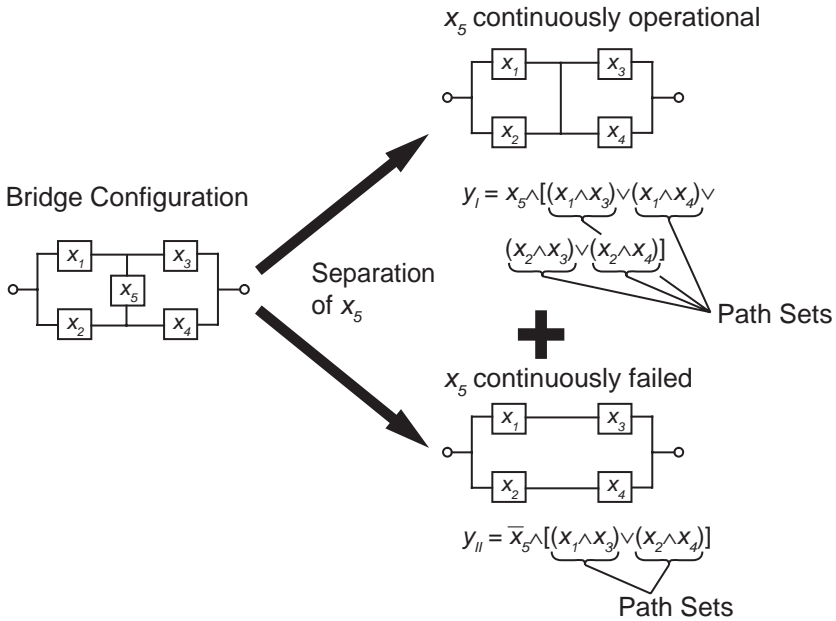 x₅ continuously operational
x₁ x₃
x₂ x₄
y_I = x₅∧[(x₁∧x₃)∨(x₁∧x₄)∨
(x₂∧x₃)∨(x₂∧x₄)]
Path Sets
Bridge Configuration
x₁ x₃
x₅
x₂ x₄
Separation
of x₅
+
x₅ continuously failed
x₁ x₃
x₂ x₄
y_II = x̅₅∧[(x₁∧x₃)∨(x₂∧x₄)]
Path Sets